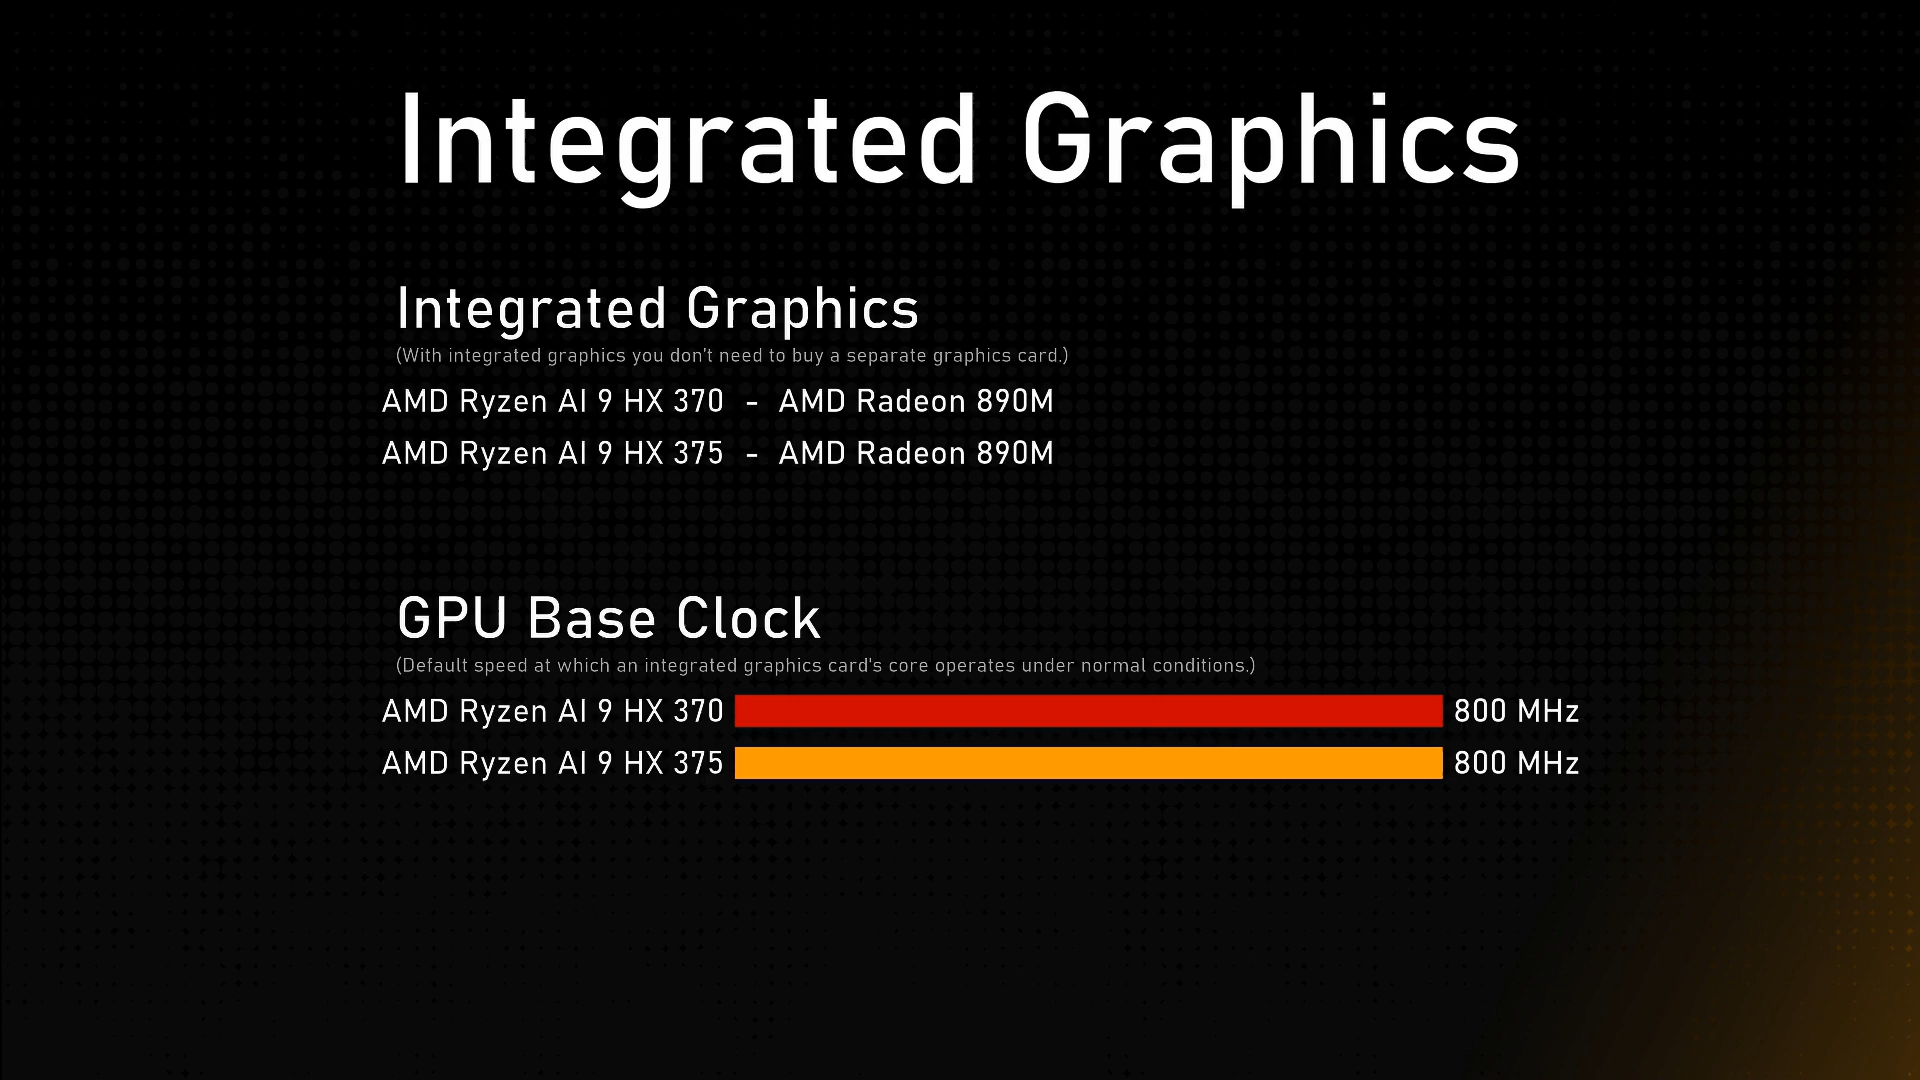 Integrated Graphics
Integrated Graphics
(With integrated graphics you don't need to buy a separate graphics card.)
AMD Ryzen AI 9 HX 370 - AMD Radeon 890M
AMD Ryzen AI 9 HX 375 - AMD Radeon 890M
GPU Base Clock
(Default speed at which an integrated graphics card's core operates under normal conditions.)
AMD Ryzen AI 9 HX 370 800 MHz
AMD Ryzen AI 9 HX 375 800 MHz